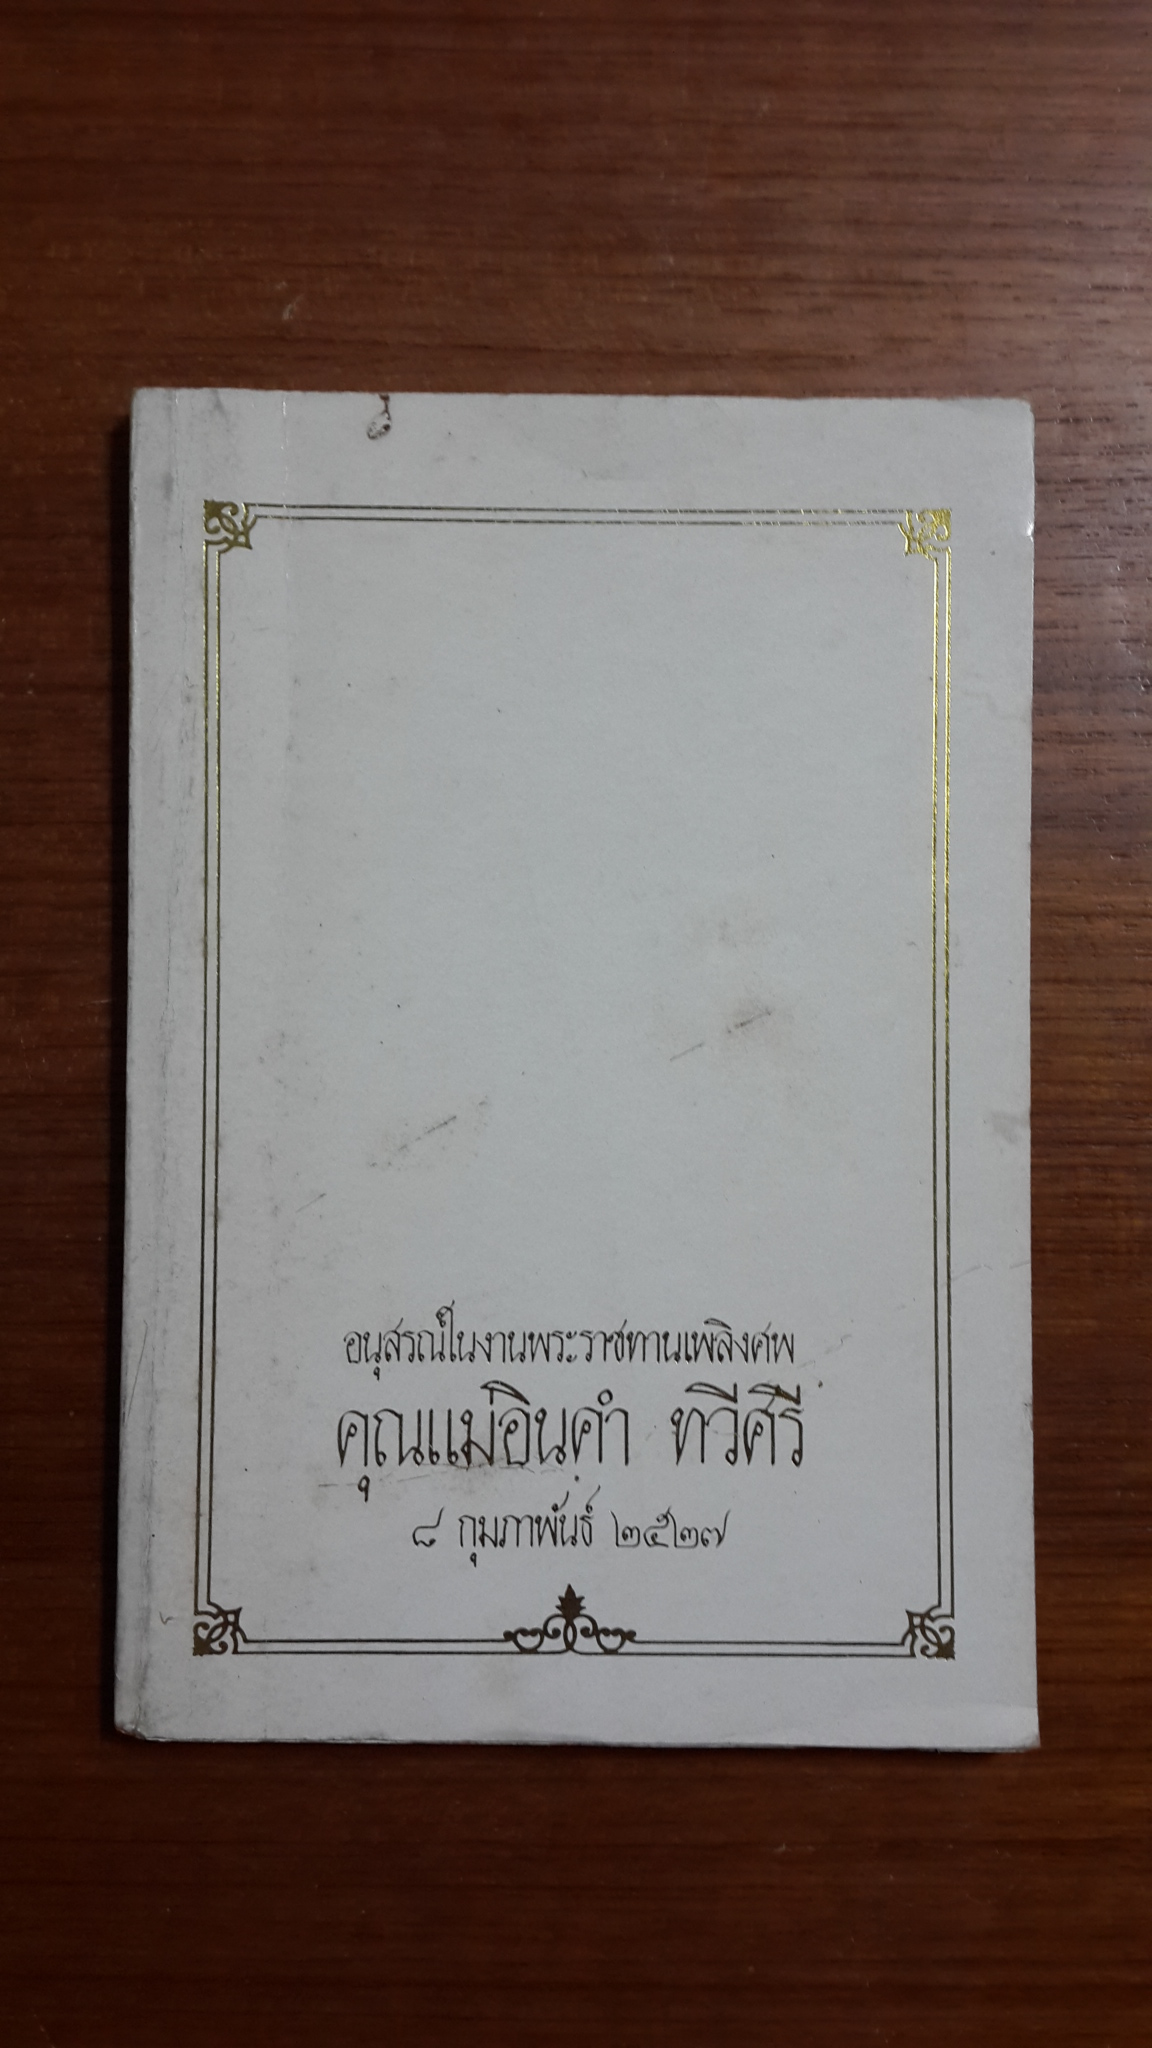 อนุสรณ์ในงานพระราชทานเพลิงศพ
คุณแม่อินคำ ทวีศรี
๘ กุมภาพันธ์ ๒๕๒๗